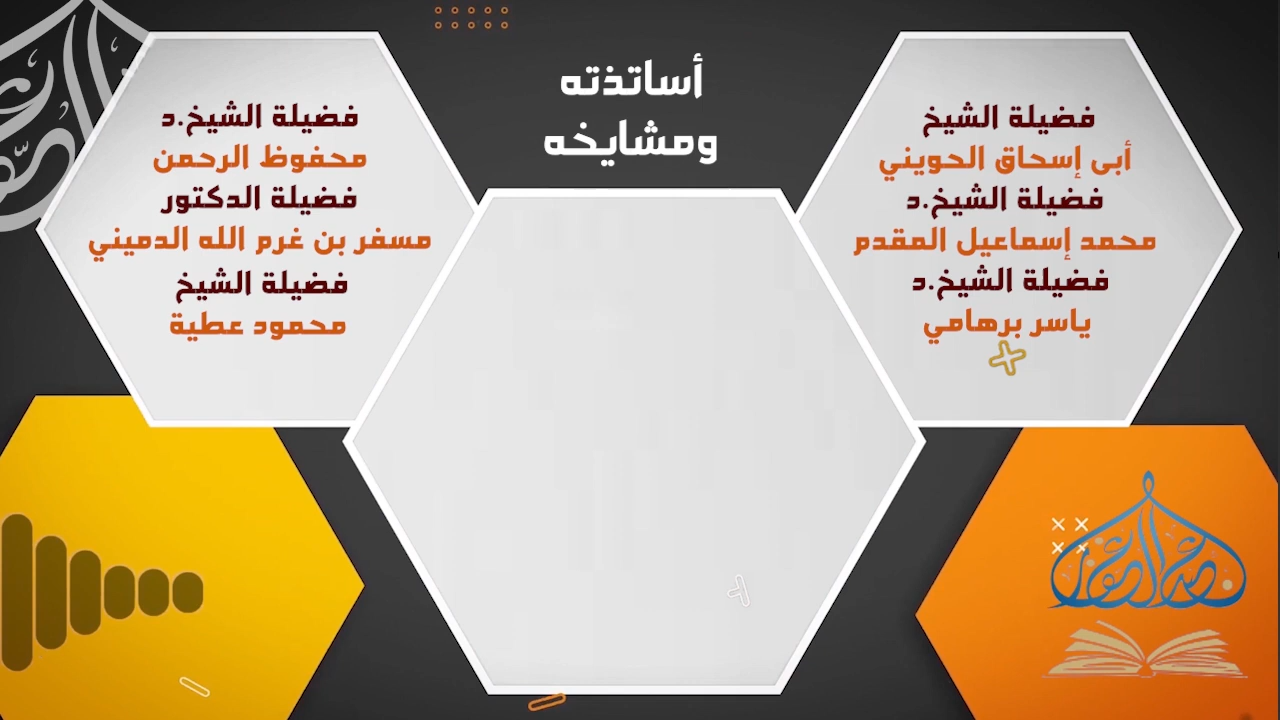 أساتذته
ومشايخه
فضيلة الشيخ
أبى إسحاق الحويني
فضيلة الشيخ.د
محمد إسماعيل المقدم
فضيلة الشيخ.د
ياسر برهامي
فضيلة الشيخ.د
محفوظ الرحمن
فضيلة الدكتور
مسفر بن غرم الله الدميني
فضيلة الشيخ
محمود عطية